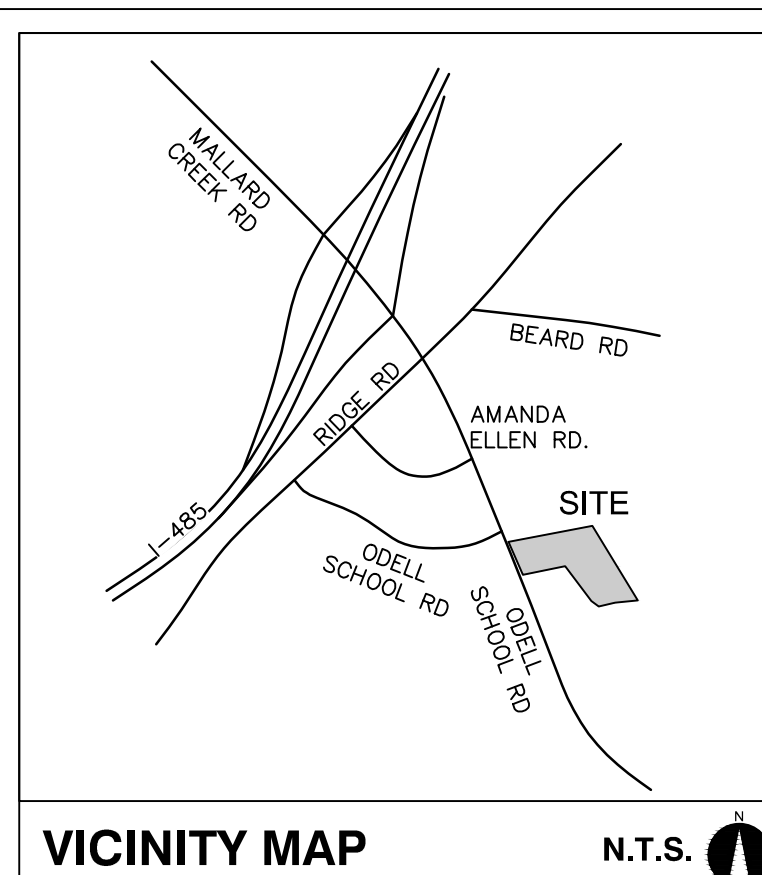 MALLARD
CREEK RD
RIDGE RD
BEARD RD
AMANDA
ELLEN RD.
SITE
I-485
ODELL
SCHOOL RD
ODELL
SCHOOL RD
VICINITY MAP
N.T.S.
N